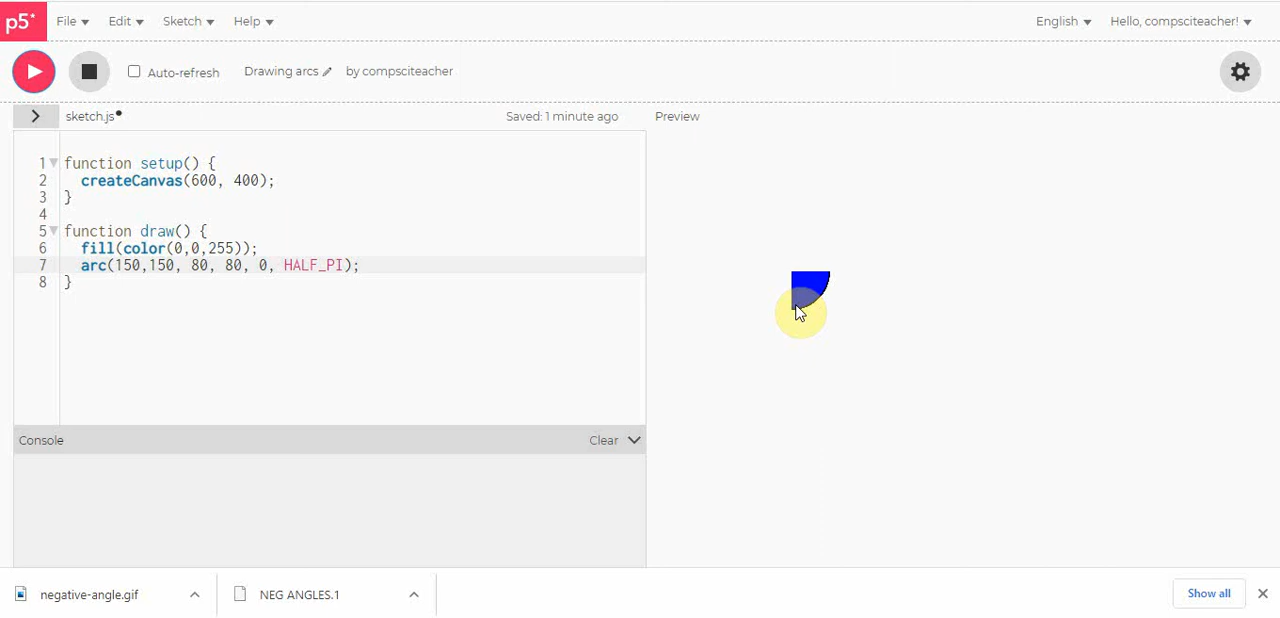 p5* File Edit Sketch Help English Hello, compsciteacher!
Auto-refresh Drawing arcs by compsciteacher
sketch.js● Saved: 1 minute ago Preview
1 function setup() {
2 createCanvas(600, 400);
3 }
4
5 function draw() {
6 fill(color(0,0,255));
7 arc(150,150, 80, 80, 0, HALF_PI);
8 }
Console Clear
negative-angle.gif NEG ANGLES.1 Show all